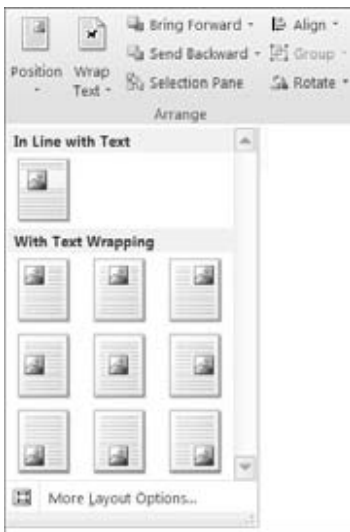 Position
Wrap
Text
Bring Forward
Send Backward
Selection Pane
Align
Group
Rotate
Arrange
In Line with Text
With Text Wrapping
More Layout Options...